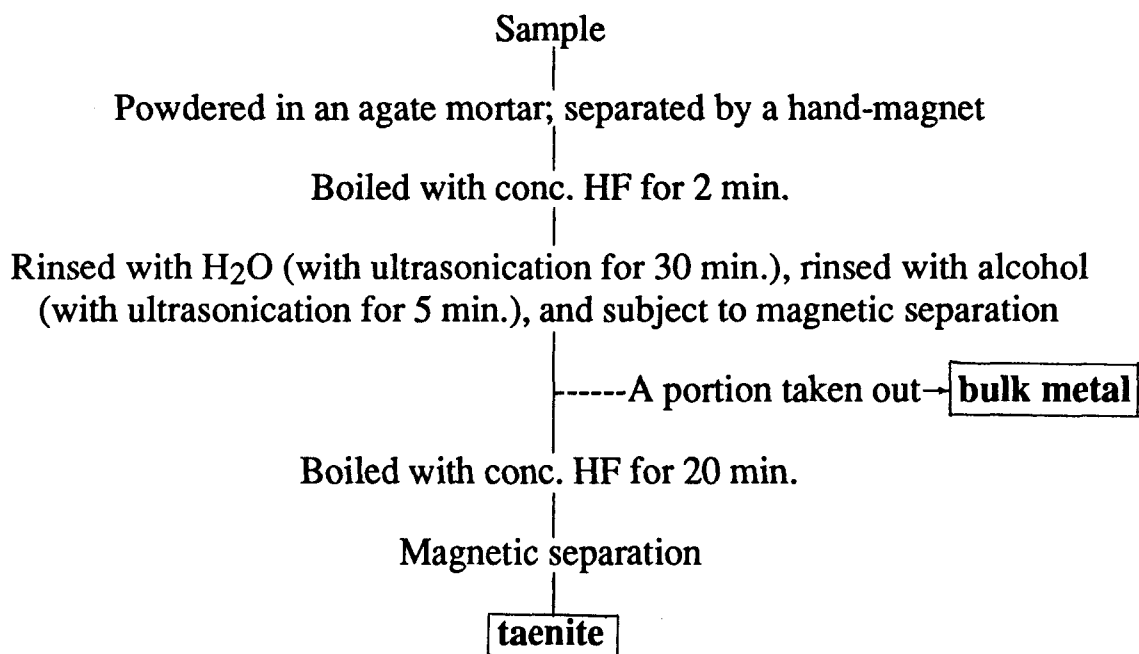 Sample
Powdered in an agate mortar; separated by a hand-magnet
Boiled with conc. HF for 2 min.
Rinsed with H2O (with ultrasonication for 30 min.), rinsed with alcohol
(with ultrasonication for 5 min.), and subject to magnetic separation
A portion taken out→ bulk metal
Boiled with conc. HF for 20 min.
Magnetic separation
taenite